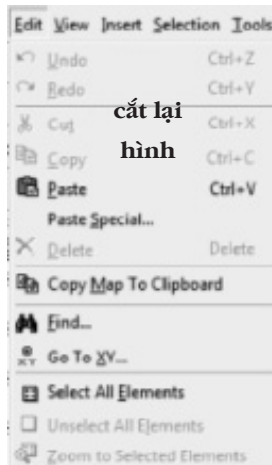 Edit View Insert Selection Tools
Undo Ctrl+Z
Redo Ctrl+Y
Cut Ctrl+X
cắt lại
Copy Ctrl+C
hình
Paste Ctrl+V
Paste Special...
Delete Delete
Copy Map To Clipboard
Find...
Go To XY...
Select All Elements
Unselect All Elements
Zoom to Selected Elements